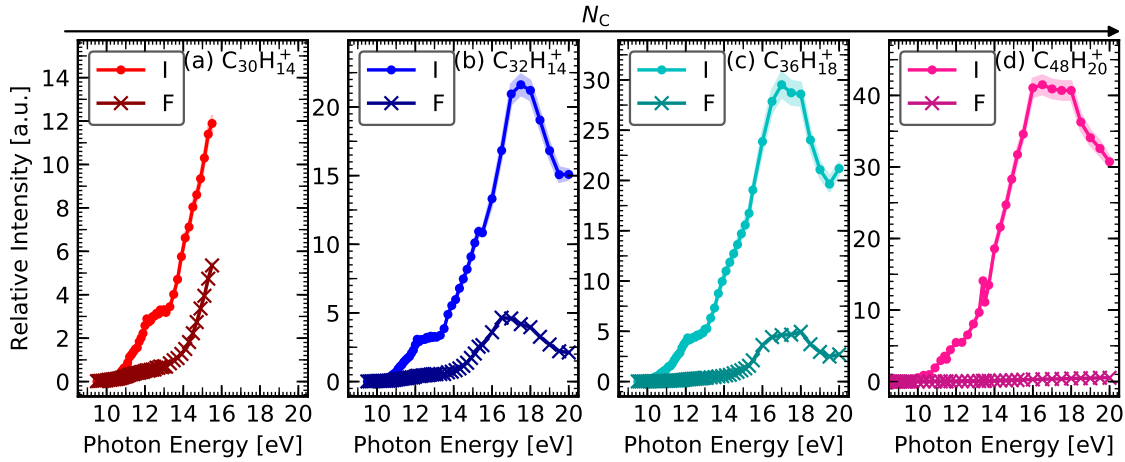 N_C
(a) C₃₀H₁₄⁺
I
F
(b) C₃₂H₁₄⁺
I
F
(c) C₃₆H₁₈⁺
I
F
(d) C₄₈H₂₀⁺
I
F
Relative Intensity [a.u.]
14
12
10
8
6
4
2
0
20
15
10
5
0
30
25
20
15
10
5
0
40
30
20
10
0
10 12 14 16 18 20
10 12 14 16 18 20
10 12 14 16 18 20
10 12 14 16 18 20
Photon Energy [eV]
Photon Energy [eV]
Photon Energy [eV]
Photon Energy [eV]